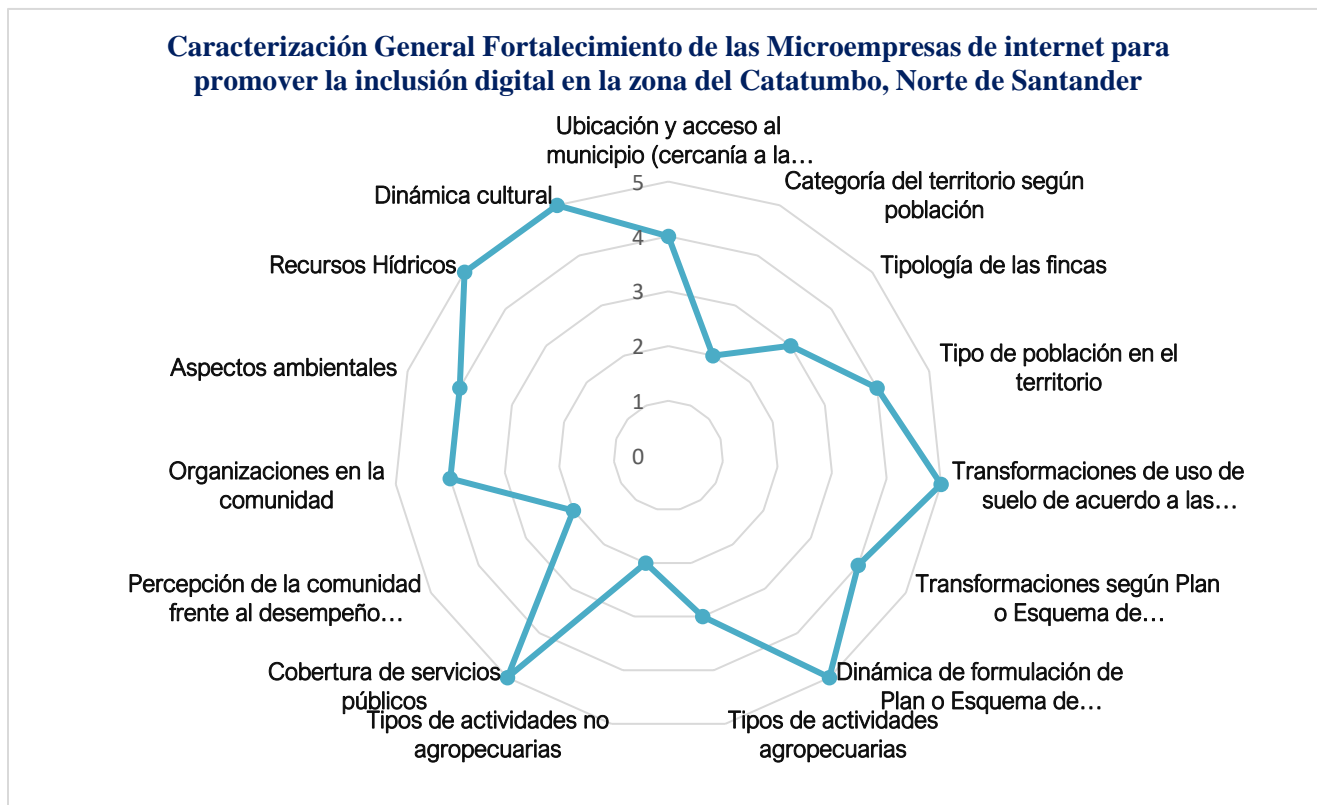 Caracterización General Fortalecimiento de las Microempresas de internet para
promover la inclusión digital en la zona del Catatumbo, Norte de Santander
Ubicación y acceso al
municipio (cercanía a la…
Categoría del territorio según
población
Tipología de las fincas
Tipo de población en el
territorio
Transformaciones de uso de
suelo de acuerdo a las…
Transformaciones según Plan
o Esquema de…
Dinámica de formulación de
Plan o Esquema de…
Tipos de actividades
agropecuarias
Tipos de actividades no
agropecuarias
Cobertura de servicios
públicos
Percepción de la comunidad
frente al desempeño…
Organizaciones en la
comunidad
Aspectos ambientales
Recursos Hídricos
Dinámica cultural
5
4
3
2
1
0